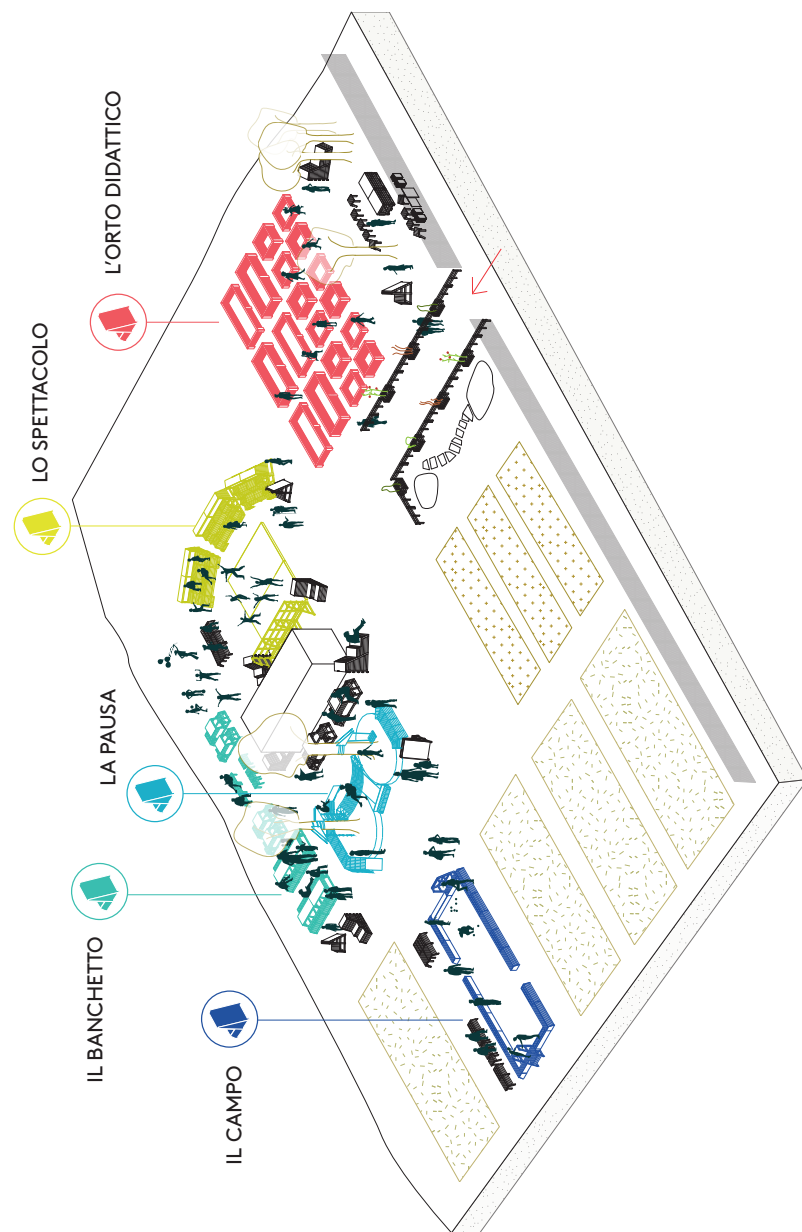 IL CAMPO
IL BANCHETTO
LA PAUSA
LO SPETTACOLO
L'ORTO DIDATTICO